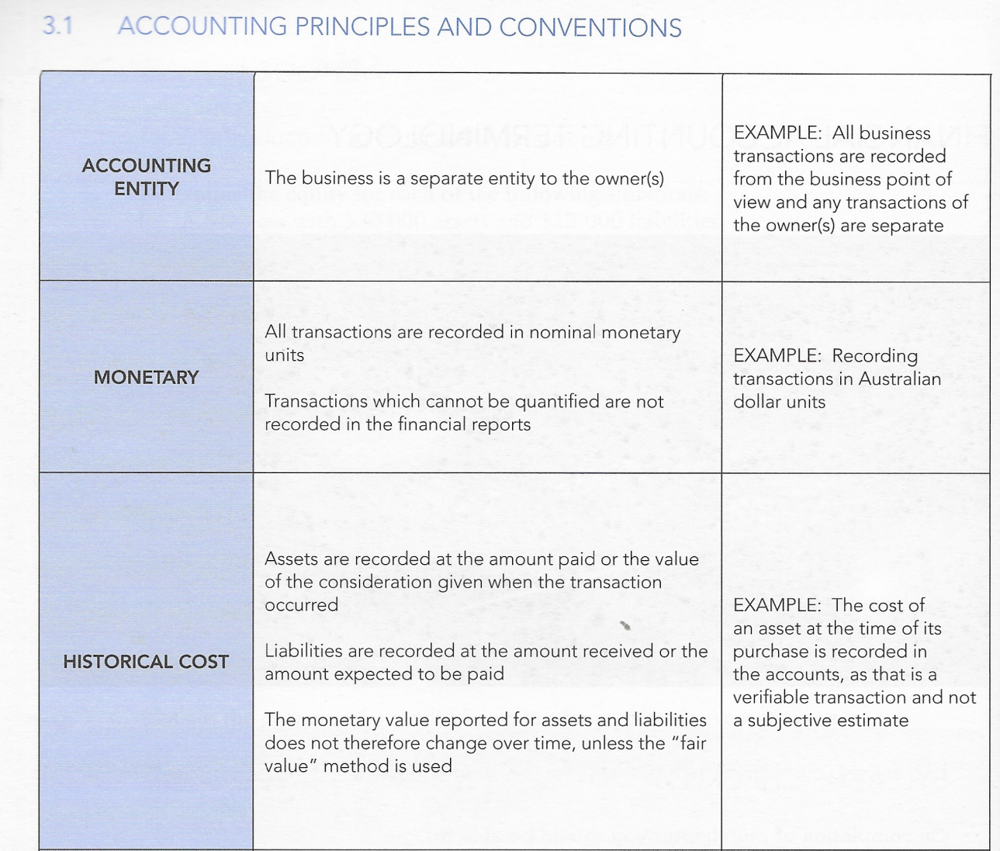 3.1 ACCOUNTING PRINCIPLES AND CONVENTIONS
ACCOUNTING
ENTITY
The business is a separate entity to the owner(s)
EXAMPLE: All business
transactions are recorded
from the business point of
view and any transactions of
the owner(s) are separate
MONETARY
All transactions are recorded in nominal monetary
units
Transactions which cannot be quantified are not
recorded in the financial reports
EXAMPLE: Recording
transactions in Australian
dollar units
HISTORICAL COST
Assets are recorded at the amount paid or the value
of the consideration given when the transaction
occurred
Liabilities are recorded at the amount received or the
amount expected to be paid
The monetary value reported for assets and liabilities
does not therefore change over time, unless the “fair
value” method is used
EXAMPLE: The cost of
an asset at the time of its
purchase is recorded in
the accounts, as that is a
verifiable transaction and not
a subjective estimate